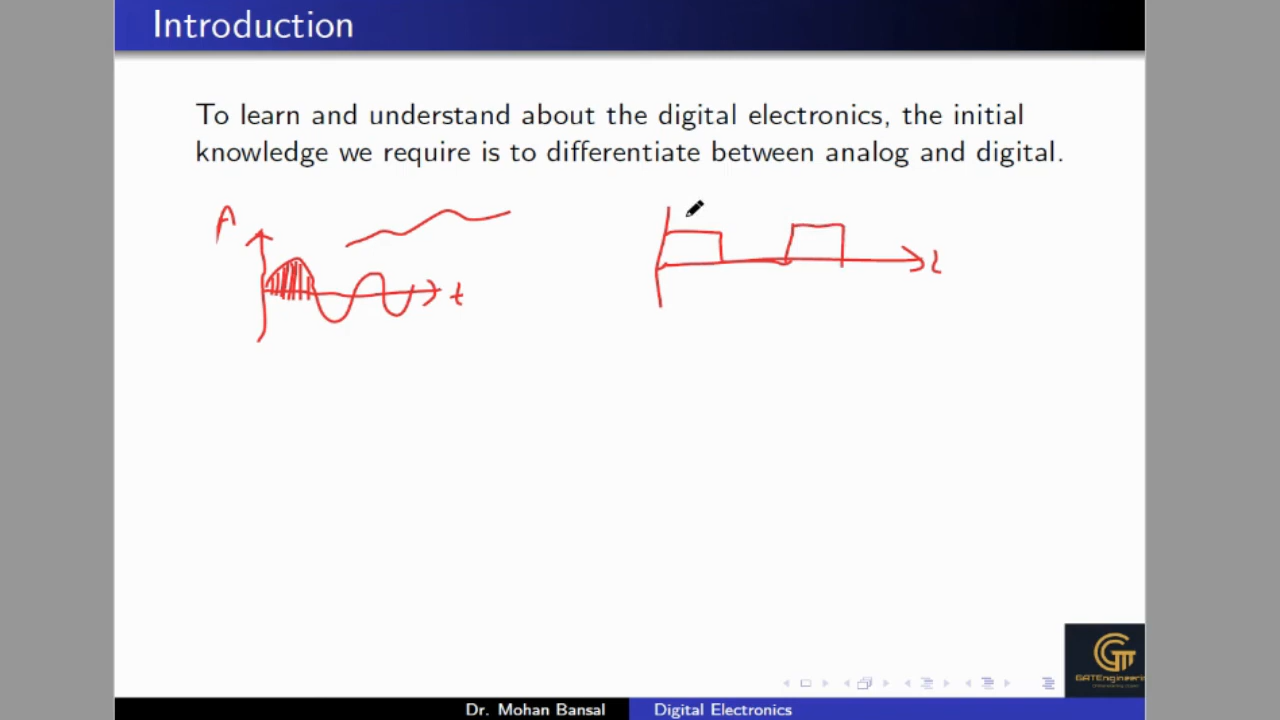 Introduction
To learn and understand about the digital electronics, the initial
knowledge we require is to differentiate between analog and digital.
A
t
Dr. Mohan Bansal
Digital Electronics